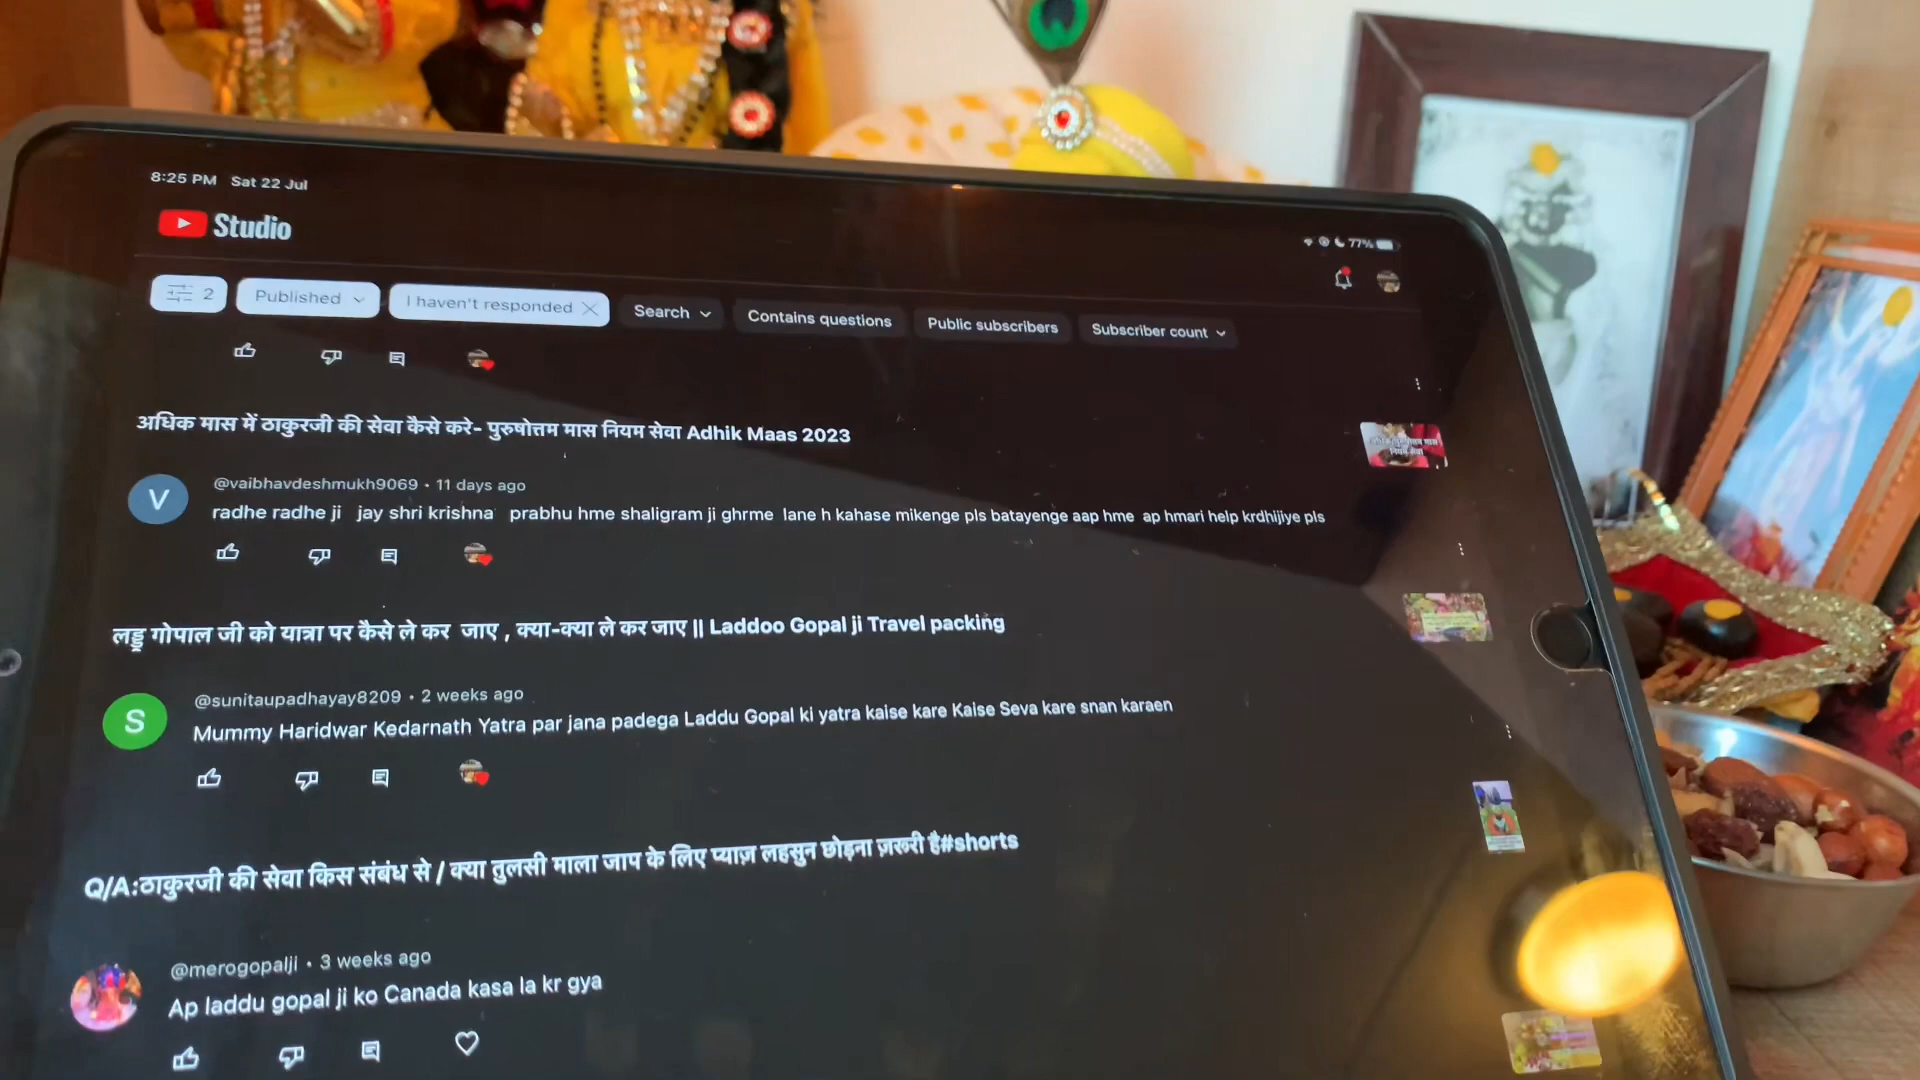 8:25 PM Sat 22 Jul
77%
Studio
2
Published
I haven't responded
Search
Contains questions
Public subscribers
Subscriber count
अधिक मास में ठाकुरजी की सेवा कैसे करे- पुरुषोत्तम मास नियम सेवा Adhik Maas 2023
V
@vaibhavdeshmukh9069 • 11 days ago
radhe radhe ji jay shri krishna prabhu hme shaligram ji ghrme lane h kahase mikenge pls batayenge aap hme ap hmari help krdhijiye pls
लड्डू गोपाल जी को यात्रा पर कैसे ले कर जाए , क्या-क्या ले कर जाए || Laddoo Gopal ji Travel packing
S
@sunitaupadhayay8209 • 2 weeks ago
Mummy Haridwar Kedarnath Yatra par jana padega Laddu Gopal ki yatra kaise kare Kaise Seva kare snan karaen
Q/A:ठाकुरजी की सेवा किस संबंध से / क्या तुलसी माला जाप के लिए प्याज़ लहसुन छोड़ना ज़रूरी है#shorts
@merogopalji • 3 weeks ago
Ap laddu gopal ji ko Canada kasa la kr gya